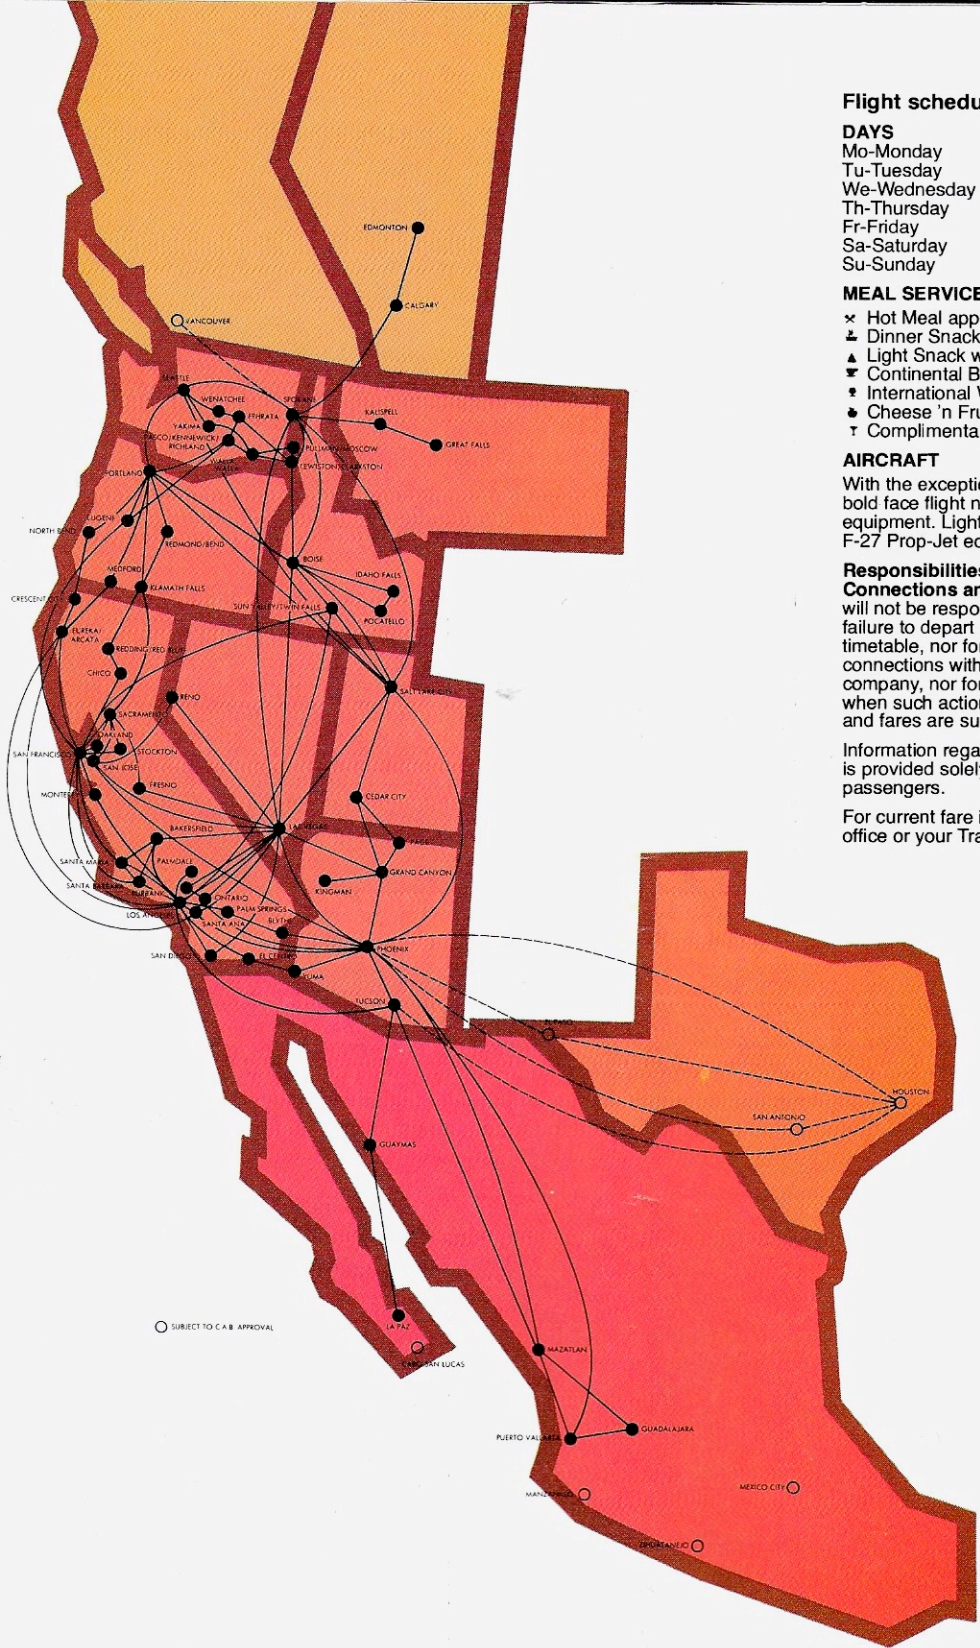 Flight schedu
DAYS
Mo-Monday
Tu-Tuesday
We-Wednesday
Th-Thursday
Fr-Friday
Sa-Saturday
Su-Sunday
MEAL SERVICE
Hot Meal app
Dinner Snack
Light Snack w
Continental B
International
Cheese 'n Fru
Complimenta
AIRCRAFT
With the exceptio
bold face flight n
equipment. Light
F-27 Prop-Jet eq
Responsibilities
Connections an
will not be respo
failure to depart
timetable, nor fo
connections with
company, nor for
when such action
and fares are su
Information rega
is provided solely
passengers.
For current fare i
office or your Tra
EDMONTON
CALGARY
VANCOUVER
SEATTLE
WENATCHEE
SPOKANE
EPHRATA
YAKIMA
PASCO/KENNEWICK/
RICHLAND
WALLA
WALLA
PULLMAN/MOSCOW
LEWISTON/CLARKSTON
KALISPELL
GREAT FALLS
PORTLAND
EUGENE
NORTH BEND
REDMOND/BEND
MEDFORD
KLAMATH FALLS
BOISE
IDAHO FALLS
SUN VALLEY/TWIN FALLS
POCATELLO
CRESCENT CITY
EUREKA/
ARCATA
REDDING/RED BLUFF
CHICO
SALT LAKE CITY
RENO
SACRAMENTO
OAKLAND
STOCKTON
SAN FRANCISCO
SAN JOSE
FRESNO
MONTEREY
CEDAR CITY
BAKERSFIELD
LAS VEGAS
PAGE
SANTA MARIA
PALMDALE
GRAND CANYON
SANTA BARBARA
BURBANK
KINGMAN
ONTARIO
LOS ANGELES
PALM SPRINGS
SANTA ANA
BLYTHE
PHOENIX
SAN DIEGO
EL CENTRO
YUMA
TUCSON
EL PASO
HOUSTON
SAN ANTONIO
GUAYMAS
LA PAZ
CABO SAN LUCAS
SUBJECT TO C.A.B. APPROVAL
MAZATLAN
PUERTO VALLARTA
GUADALAJARA
MANZANILLO
MEXICO CITY
ZIHUATANEJO